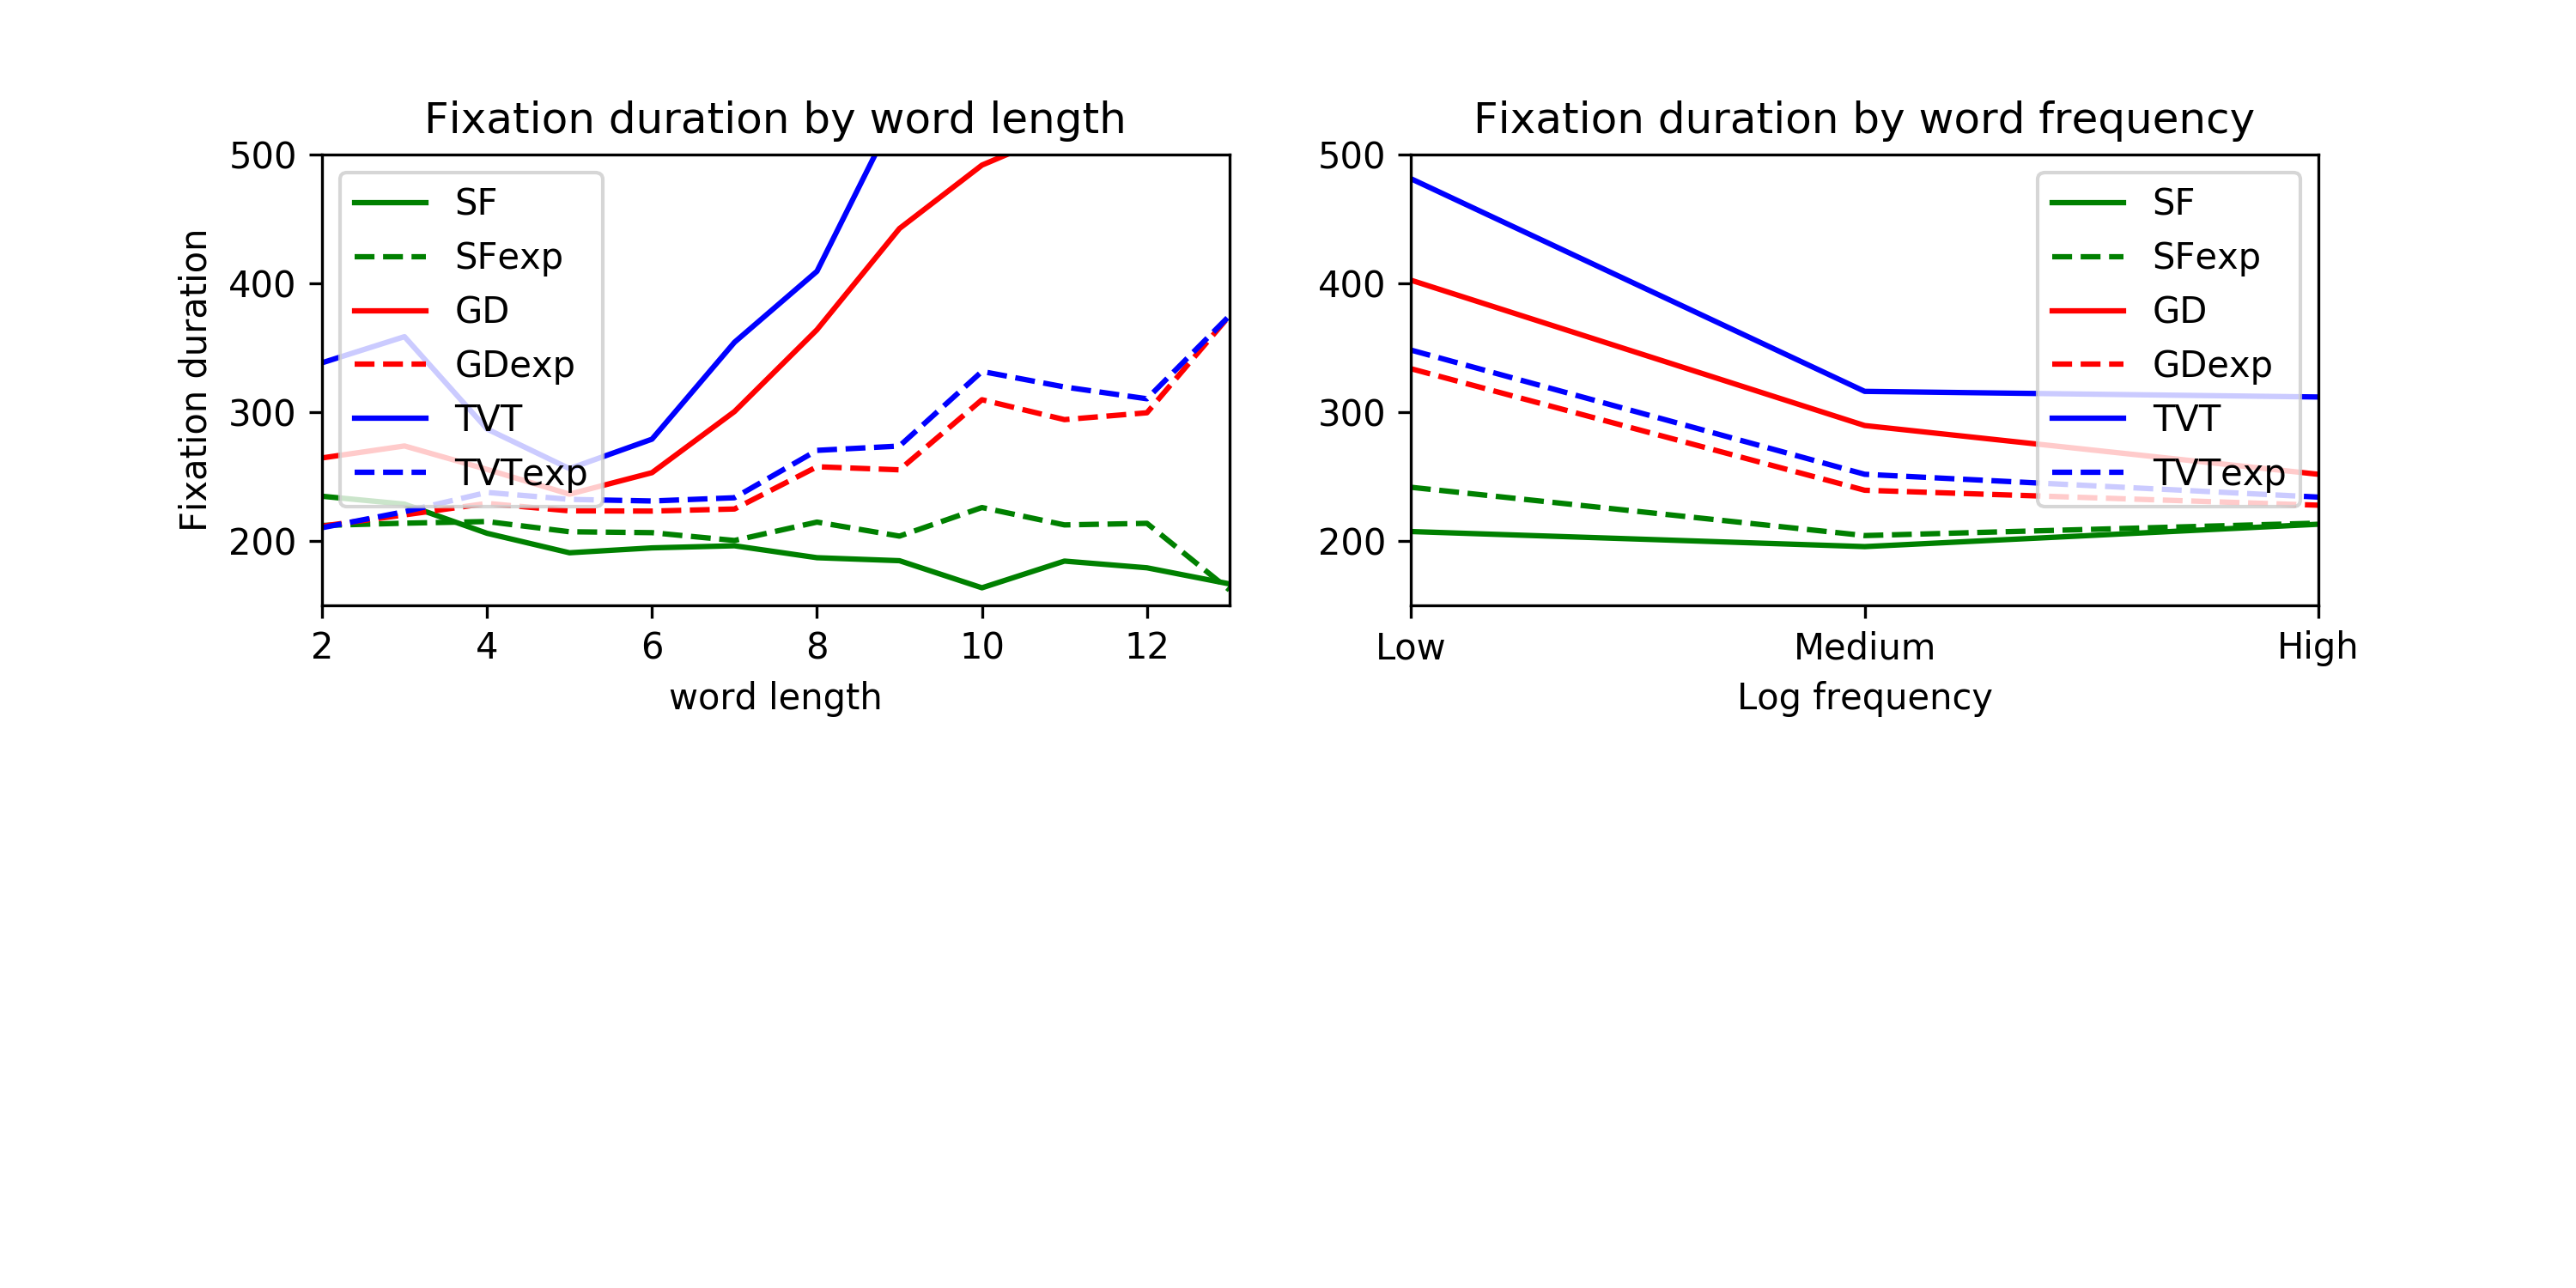 Fixation duration by word length
Fixation duration
500
400
300
200
SF
SFexp
GD
GDexp
TVT
TVTexp
2 4 6 8 10 12
word length
Fixation duration by word frequency
500
400
300
200
SF
SFexp
GD
GDexp
TVT
TVTexp
Low Medium High
Log frequency